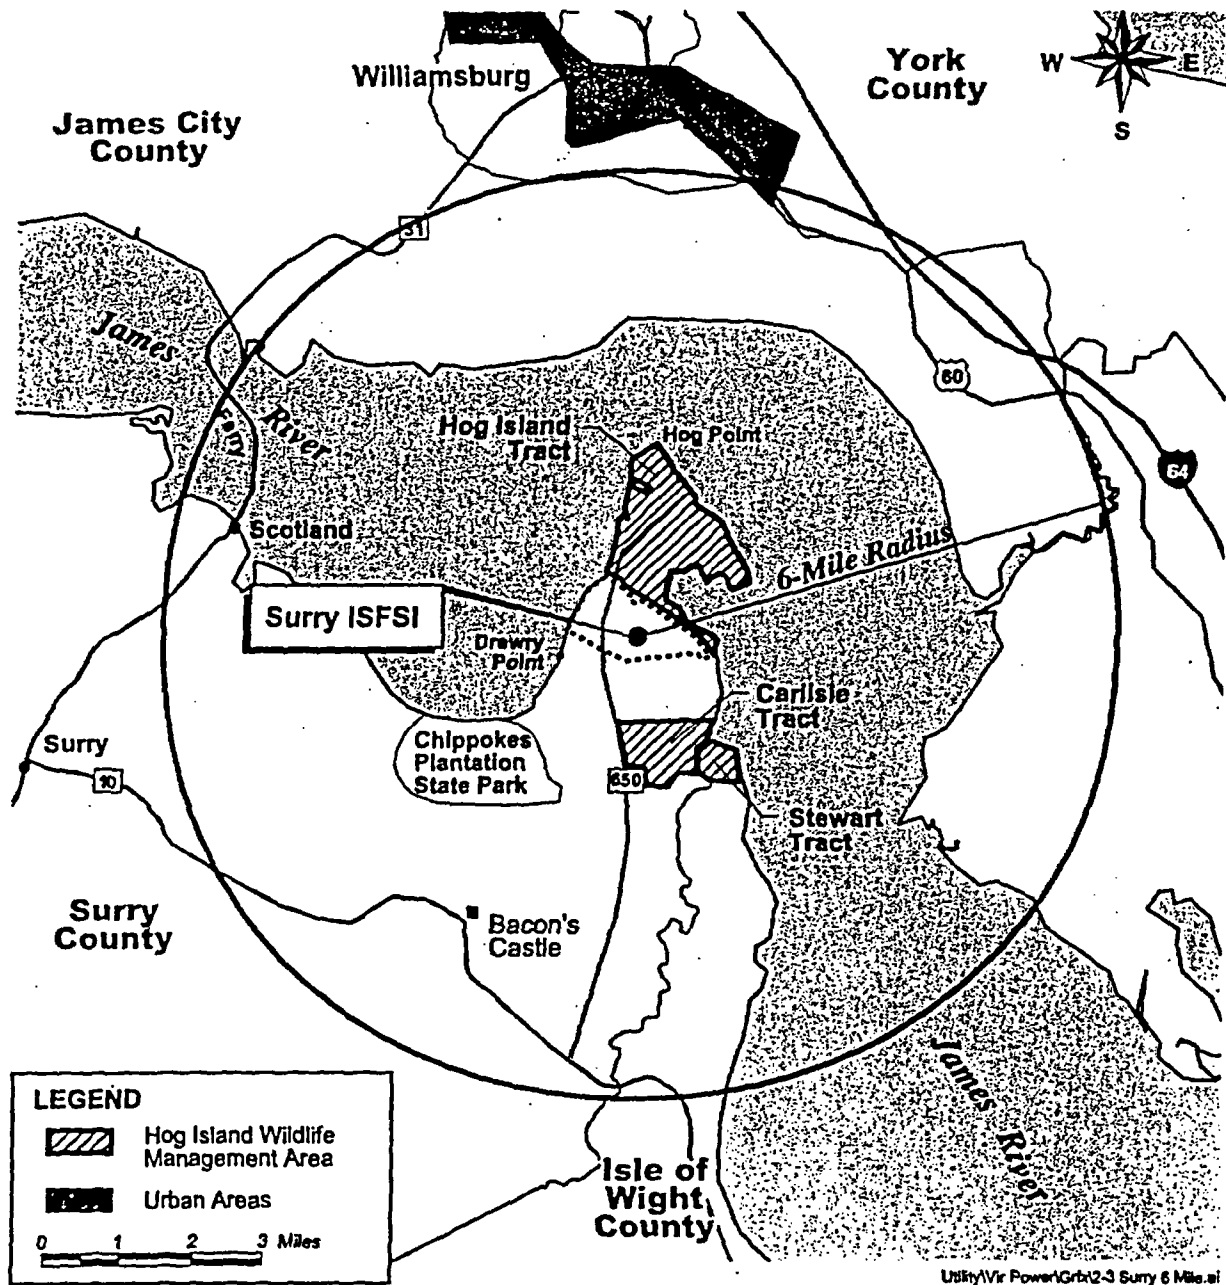 Williamsburg
York
County
W
E
S
James City
County
31
James
River
Ferry
60
Hog Island
Tract
Hog Point
64
Scotland
6-Mile Radius
Surry ISFSI
Drewry
Point
Carlisle
Tract
Surry
10
Chippokes
Plantation
State Park
650
Stewart
Tract
Surry
County
Bacon's
Castle
James
River
LEGEND
Hog Island Wildlife
Management Area
Urban Areas
0 1 2 3 Miles
Isle of
Wight
County
Utility\Vir Power\Grfx\2-3 Surry 6 Mile.ai